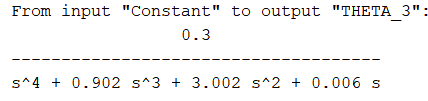 From input "Constant" to output "THETA_3":
0.3
-------------------------------------
s^4 + 0.902 s^3 + 3.002 s^2 + 0.006 s